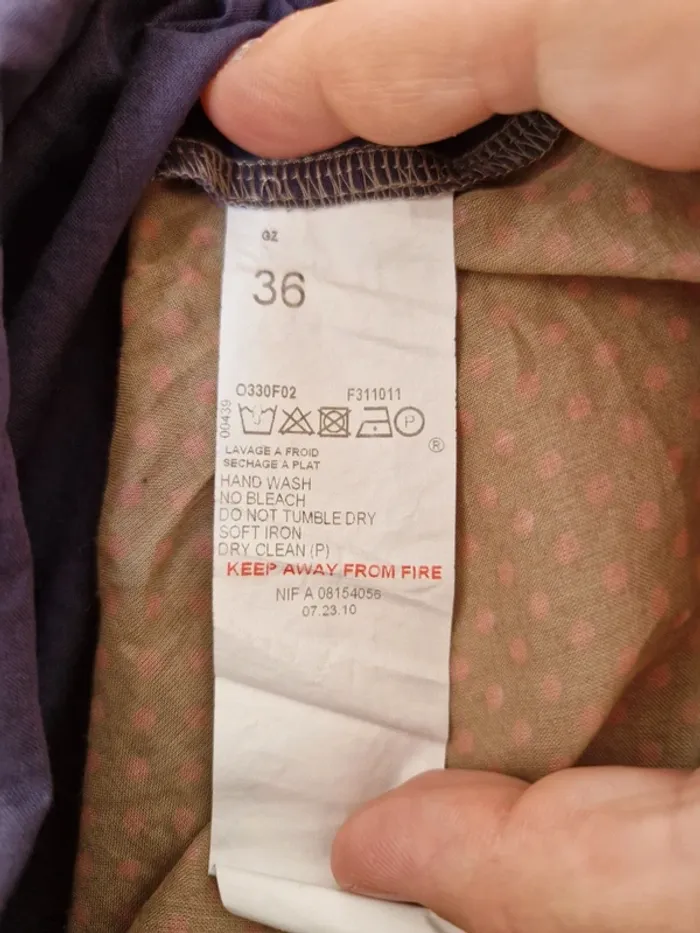 GZ
36
O330F02 F311011
00439
P
®
LAVAGE A FROID
SECHAGE A PLAT
HAND WASH
NO BLEACH
DO NOT TUMBLE DRY
SOFT IRON
DRY CLEAN (P)
KEEP AWAY FROM FIRE
NIF A 08154056
07.23.10